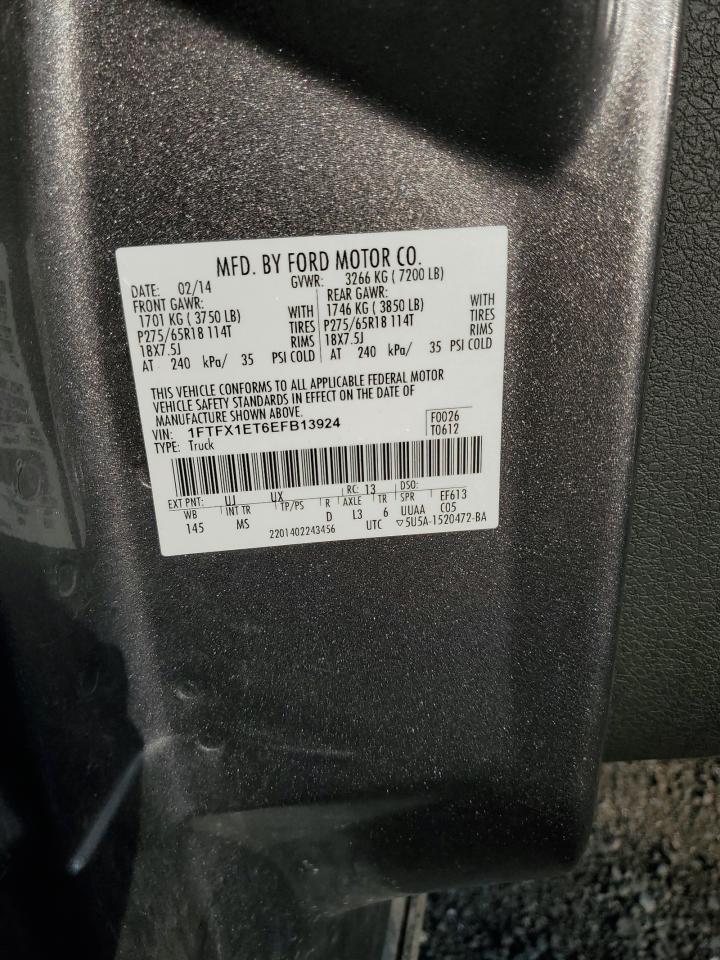 MFD. BY FORD MOTOR CO.
DATE: 02/14 GVWR: 3266 KG ( 7200 LB)
FRONT GAWR: REAR GAWR:
1701 KG ( 3750 LB) WITH 1746 KG ( 3850 LB) WITH
P275/65R18 114T TIRES P275/65R18 114T TIRES
18X7.5J RIMS 18X7.5J RIMS
AT 240 kPa/ 35 PSI COLD AT 240 kPa/ 35 PSI COLD
THIS VEHICLE CONFORMS TO ALL APPLICABLE FEDERAL MOTOR
VEHICLE SAFETY STANDARDS IN EFFECT ON THE DATE OF
MANUFACTURE SHOWN ABOVE.
VIN: 1FTFX1ET6EFB13924 F0026
TYPE: Truck T0612
EXT PNT: UJ UX RC: 13 DSO:
WB INT TR TP/PS R AXLE TR SPR EF613
145 MS D L3 6 UUAA C05
2201402243456 UTC ▽5U5A-1520472-BA